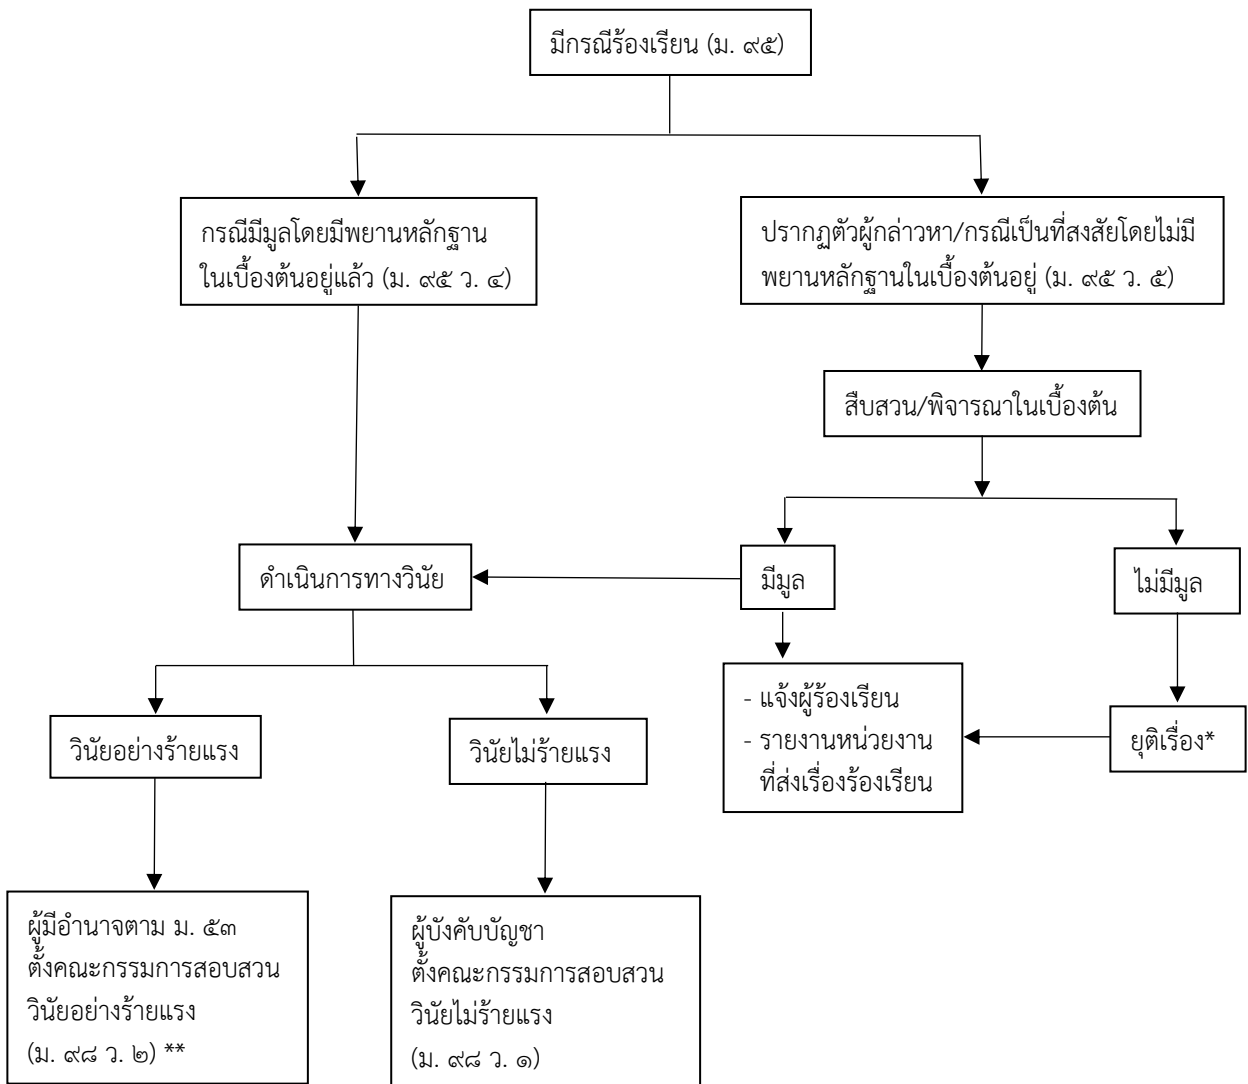 มีกรณีร้องเรียน (ม. ๙๕)
กรณีมีมูลโดยมีพยานหลักฐาน
ในเบื้องต้นอยู่แล้ว (ม. ๙๕ ว. ๔)
ปรากฏตัวผู้กล่าวหา/กรณีเป็นที่สงสัยโดยไม่มี
พยานหลักฐานในเบื้องต้นอยู่ (ม. ๙๕ ว. ๕)
สืบสวน/พิจารณาในเบื้องต้น
ดำเนินการทางวินัย
มีมูล
ไม่มีมูล
วินัยอย่างร้ายแรง
วินัยไม่ร้ายแรง
- แจ้งผู้ร้องเรียน
- รายงานหน่วยงาน
ที่ส่งเรื่องร้องเรียน
ยุติเรื่อง*
ผู้มีอำนาจตาม ม. ๕๓
ตั้งคณะกรรมการสอบสวน
วินัยอย่างร้ายแรง
(ม. ๙๘ ว. ๒) **
ผู้บังคับบัญชา
ตั้งคณะกรรมการสอบสวน
วินัยไม่ร้ายแรง
(ม. ๙๘ ว. ๑)